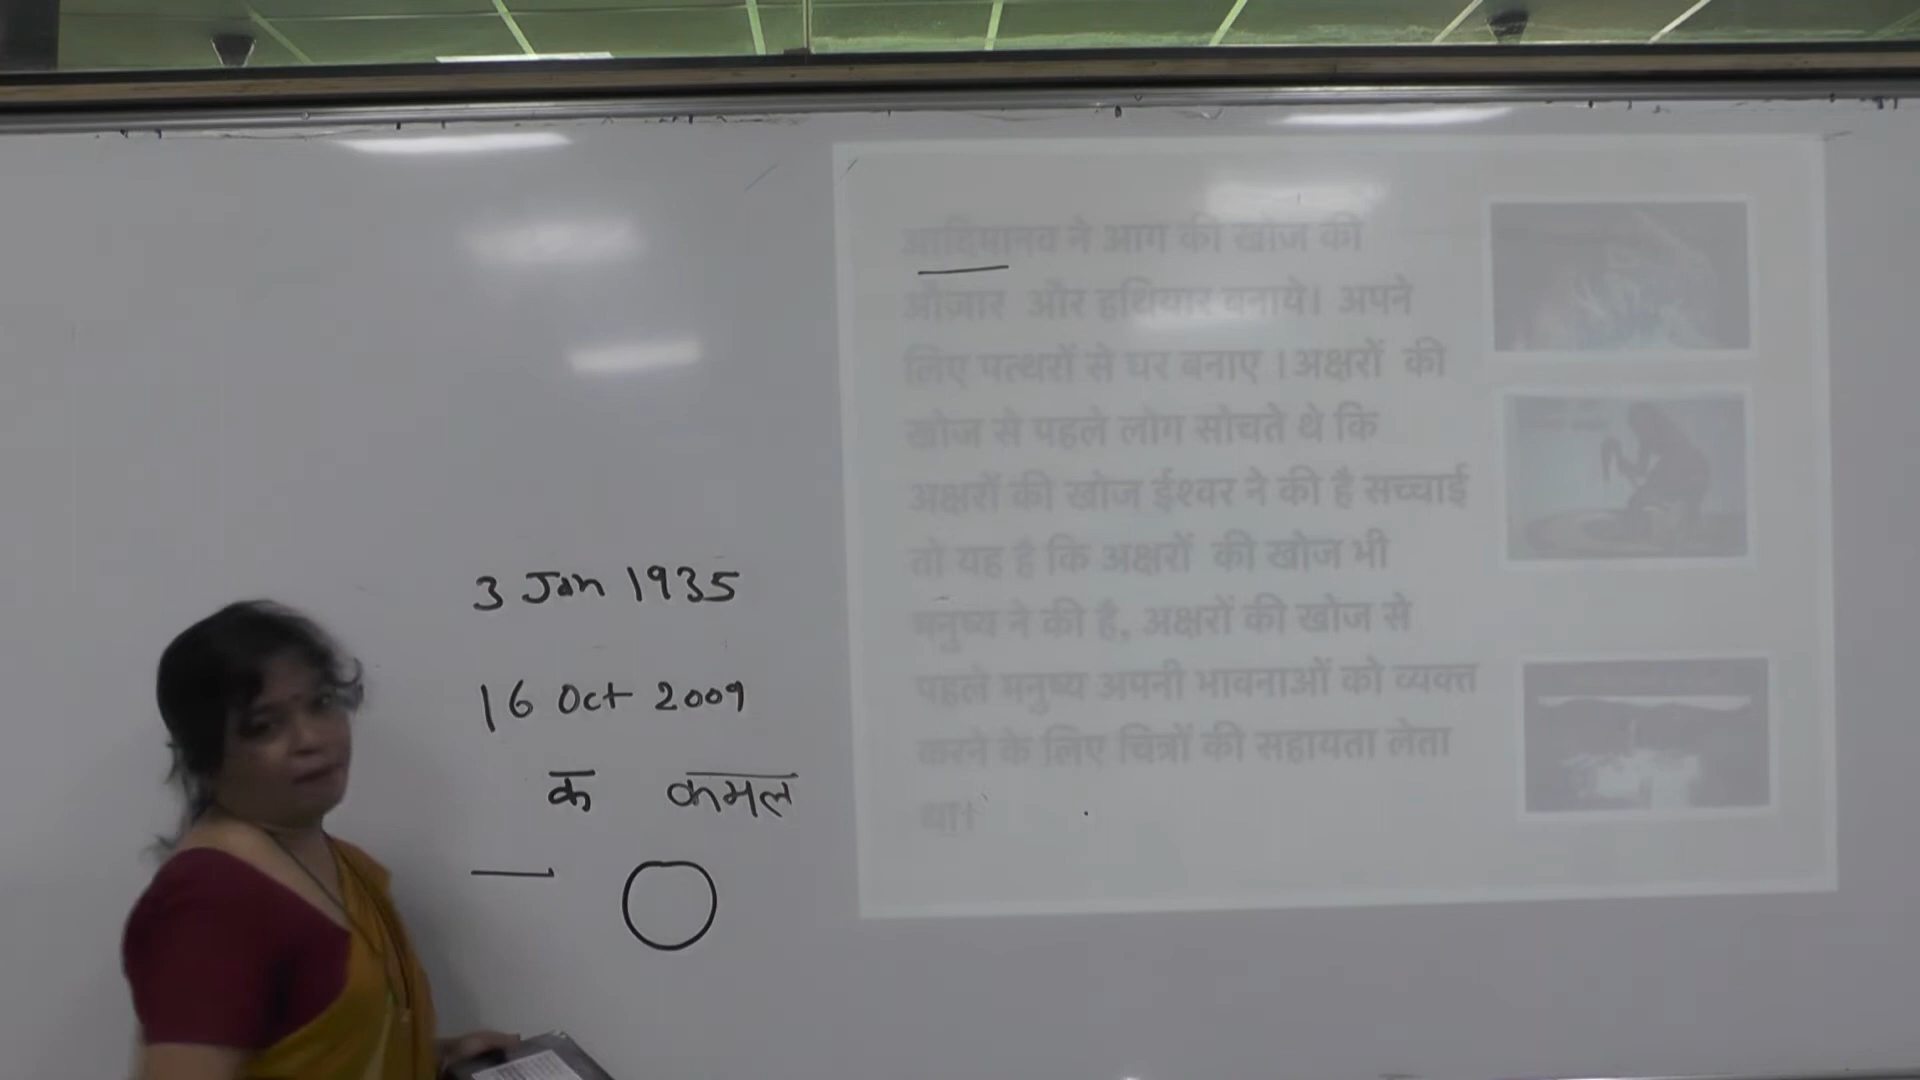 3 Jan 1935
16 Oct 2009
क कमल
आदिमानव ने आग की खोज की
औजार और हथियार बनाये। अपने
लिए पत्थरों से घर बनाए ।अक्षरों की
खोज से पहले लोग सोचते थे कि
अक्षरों की खोज ईश्वर ने की है सच्चाई
तो यह है कि अक्षरों की खोज भी
मनुष्य ने की है, अक्षरों की खोज से
पहले मनुष्य अपनी भावनाओं को व्यक्त
करने के लिए चित्रों की सहायता लेता
था।